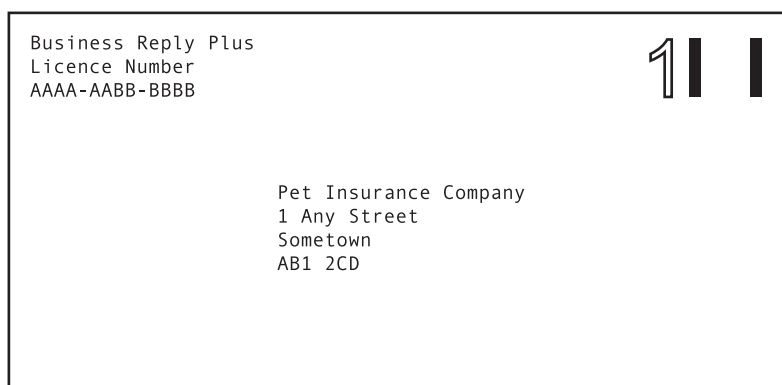 Business Reply Plus
Licence Number
AAAA-AABB-BBBB
1
Pet Insurance Company
1 Any Street
Sometown
AB1 2CD